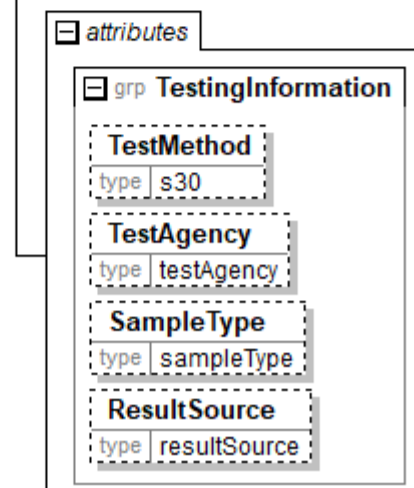 attributes
grp TestingInformation
TestMethod
type s30
TestAgency
type testAgency
SampleType
type sampleType
ResultSource
type resultSource